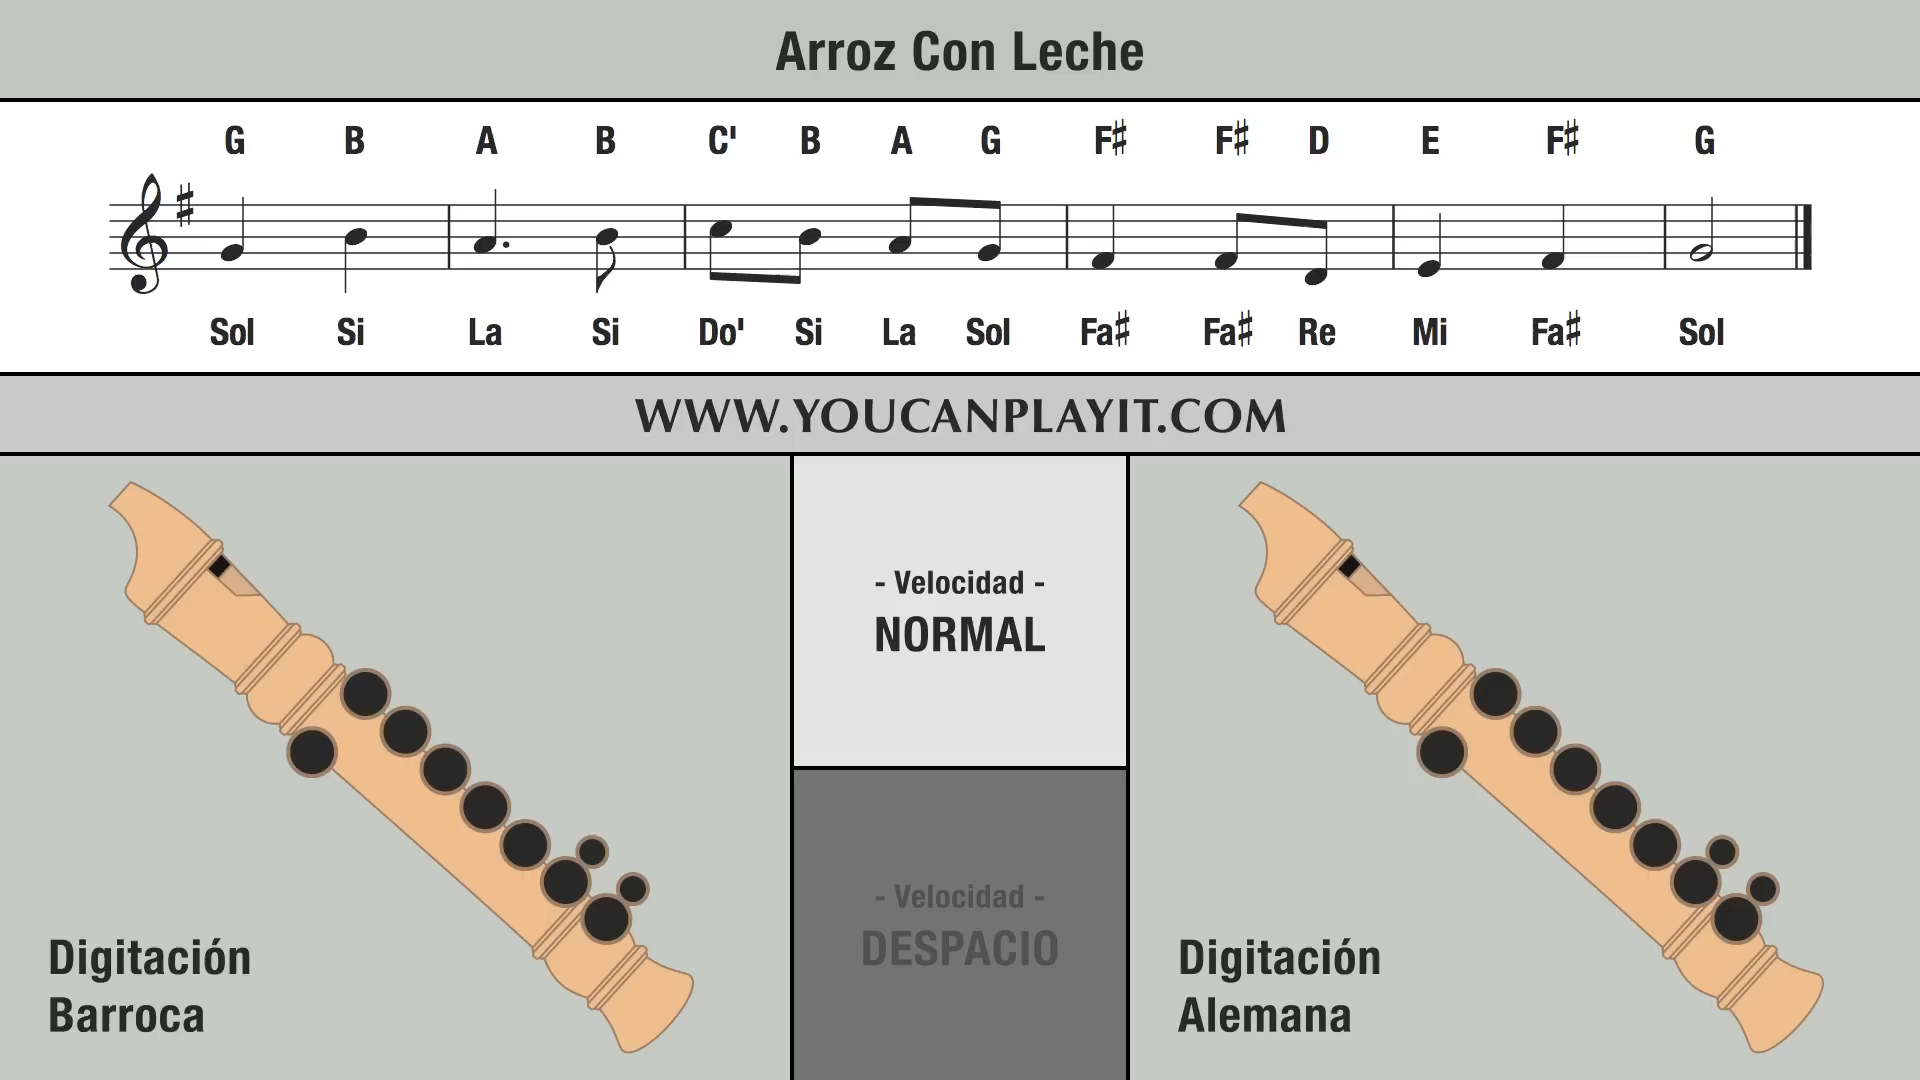 Arroz Con Leche
G B A B C' B A G F♯ F♯ D E F♯ G
Sol Si La Si Do' Si La Sol Fa♯ Fa♯ Re Mi Fa♯ Sol
WWW.YOUCANPLAYIT.COM
- Velocidad -
NORMAL
- Velocidad -
DESPACIO
Digitación
Barroca
Digitación
Alemana